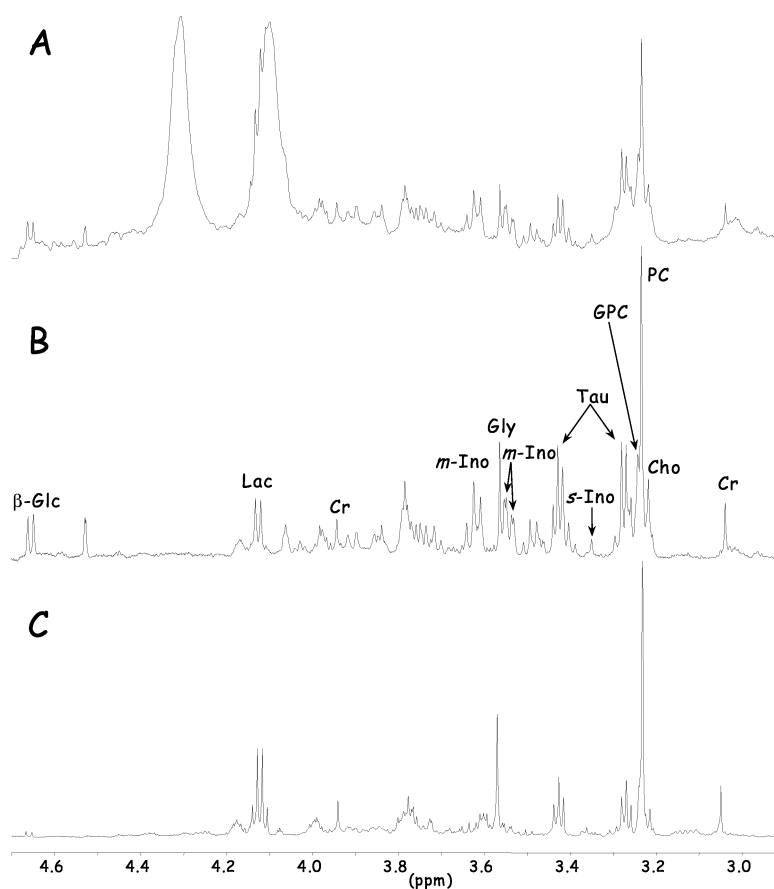 A
PC
GPC
B
Tau
Gly
m-Ino
m-Ino
Cho
Lac
Cr
s-Ino
Cr
β-Glc
C
4.6 4.4 4.2 4.0 3.8 3.6 3.4 3.2 3.0
(ppm)